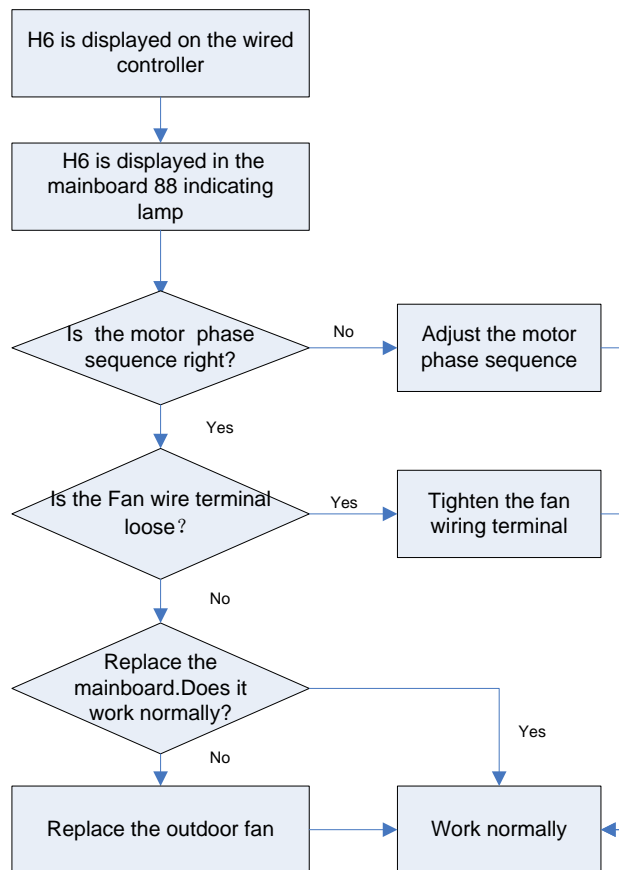 H6 is displayed on the wired
controller
H6 is displayed in the
mainboard 88 indicating
lamp
Is the motor phase
sequence right?
No
Adjust the motor
phase sequence
Yes
Is the Fan wire terminal
loose？
Yes
Tighten the fan
wiring terminal
No
Replace the
mainboard.Does it
work normally?
Yes
No
Replace the outdoor fan
Work normally